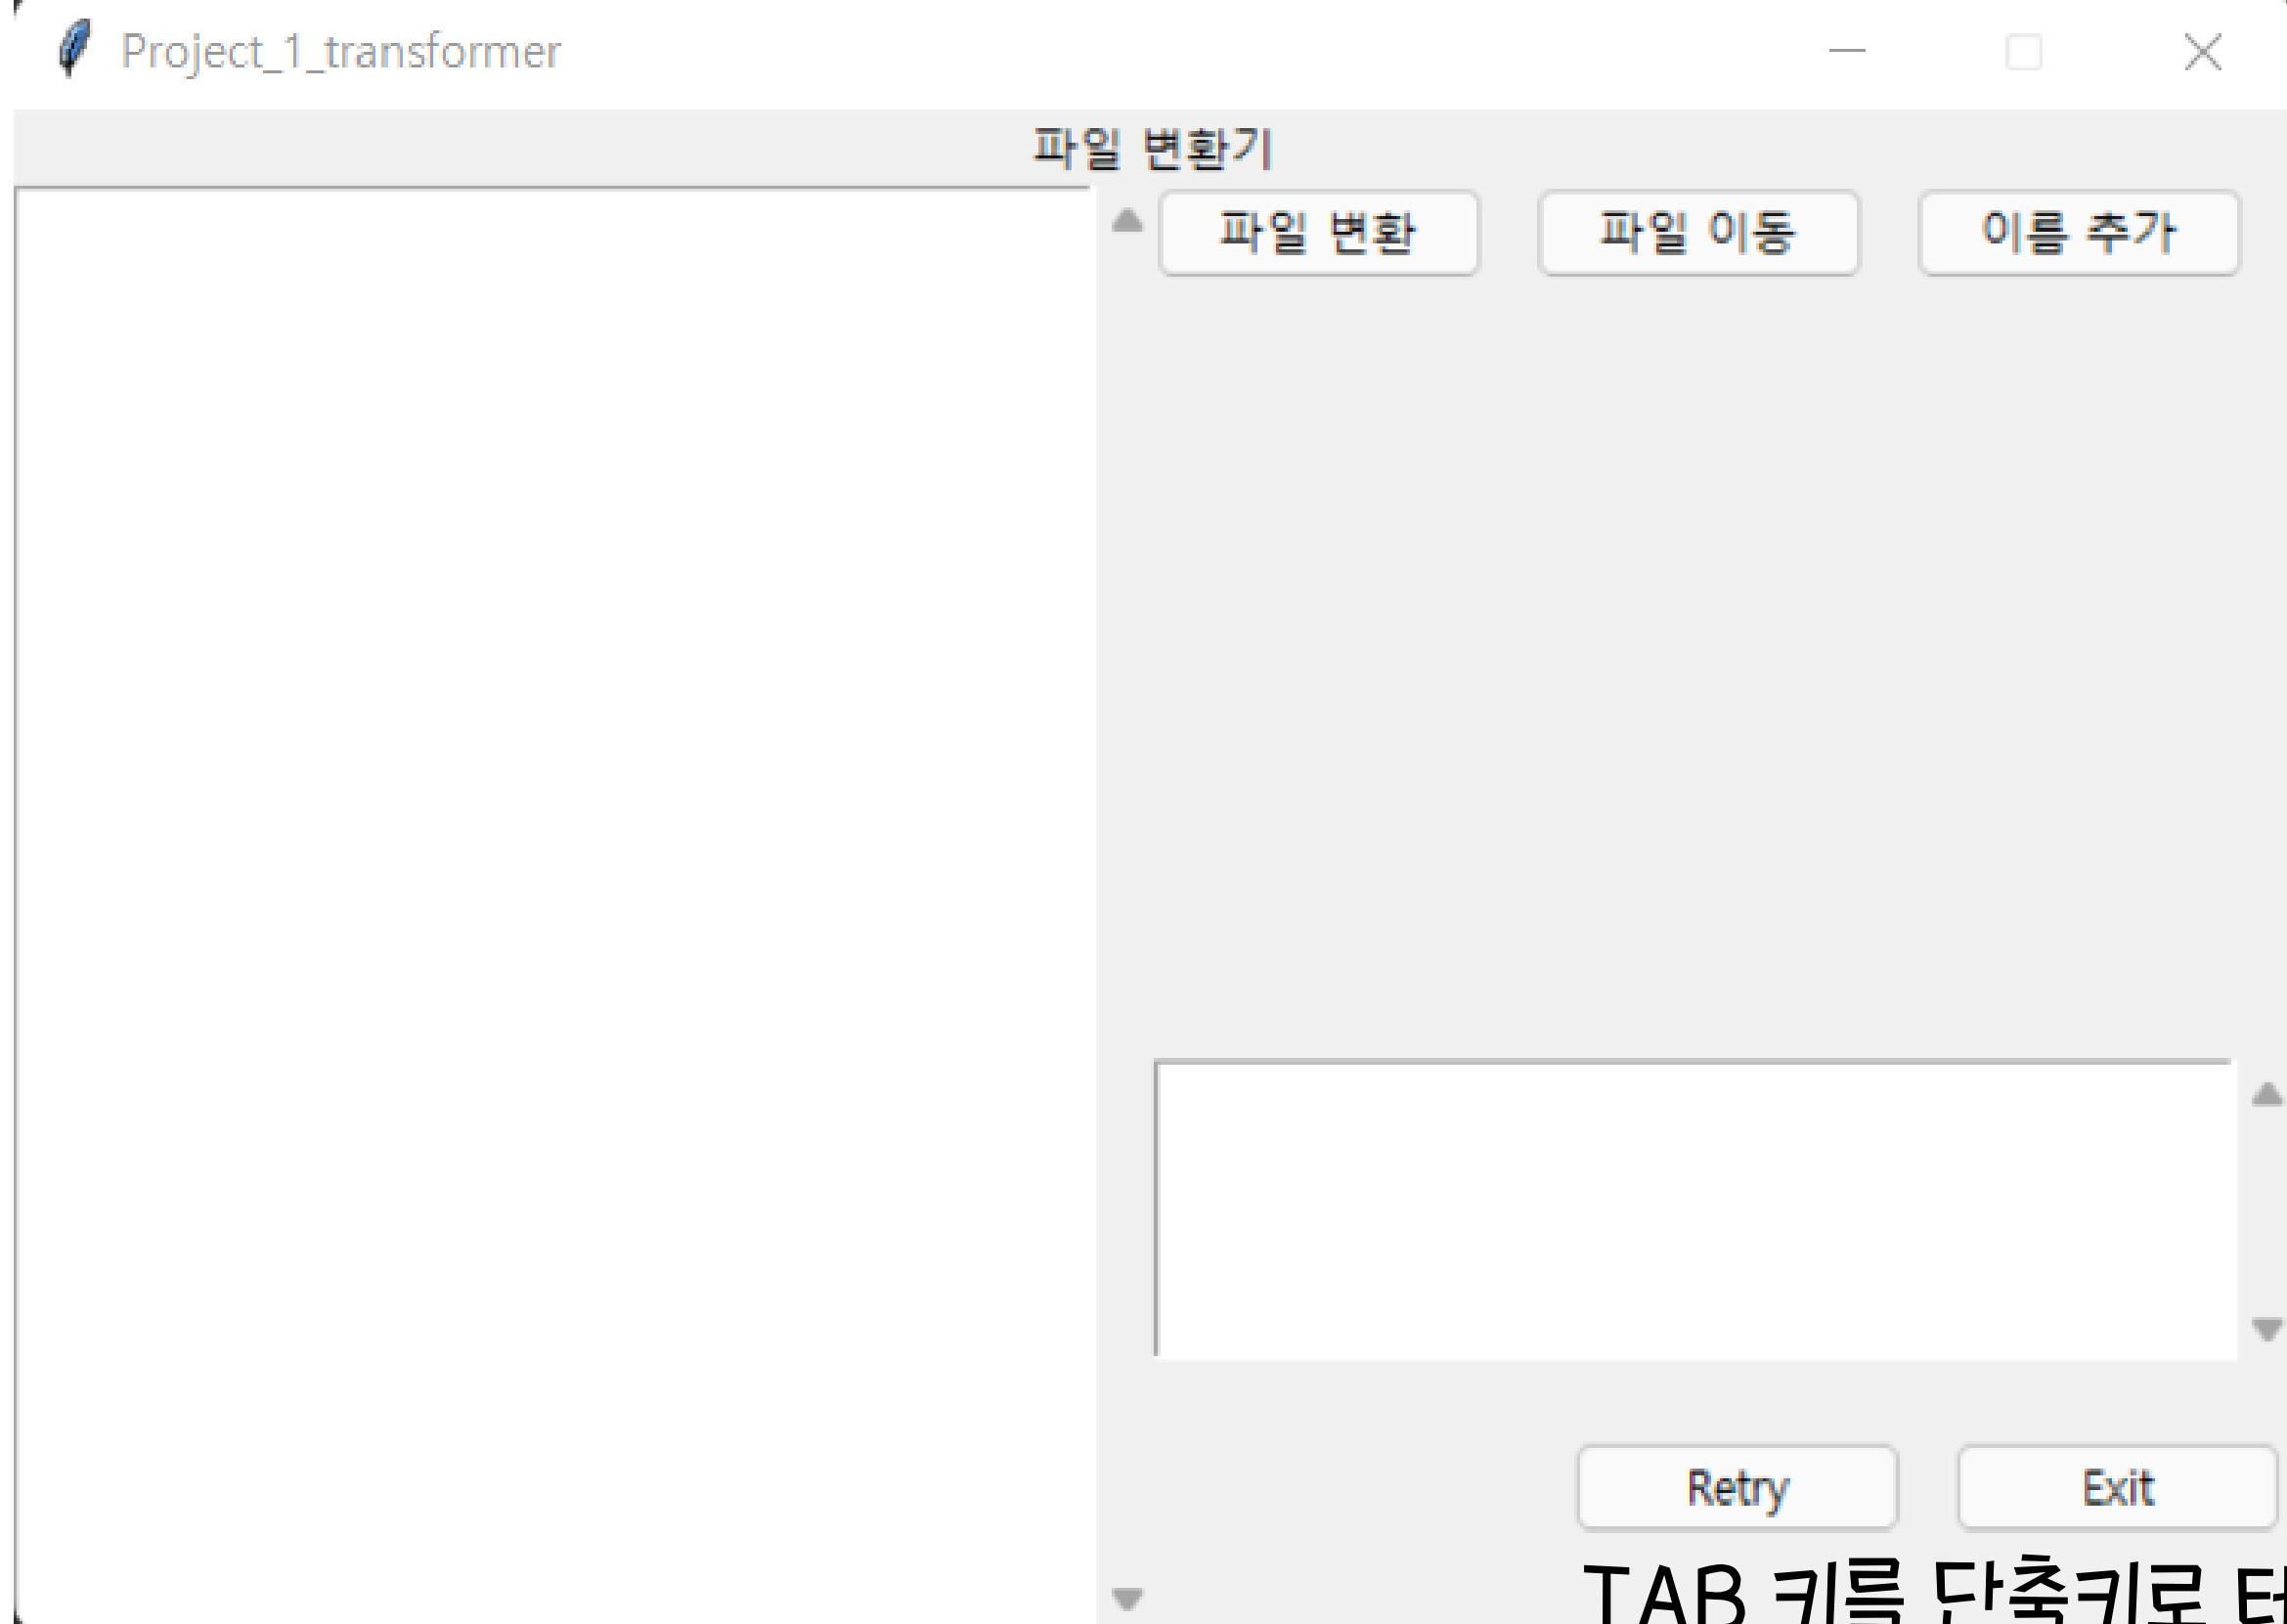 Project_1_transformer
파일 변환기
파일 변환 파일 이동 이름 추가
Retry Exit
TAB 키를 단축키로